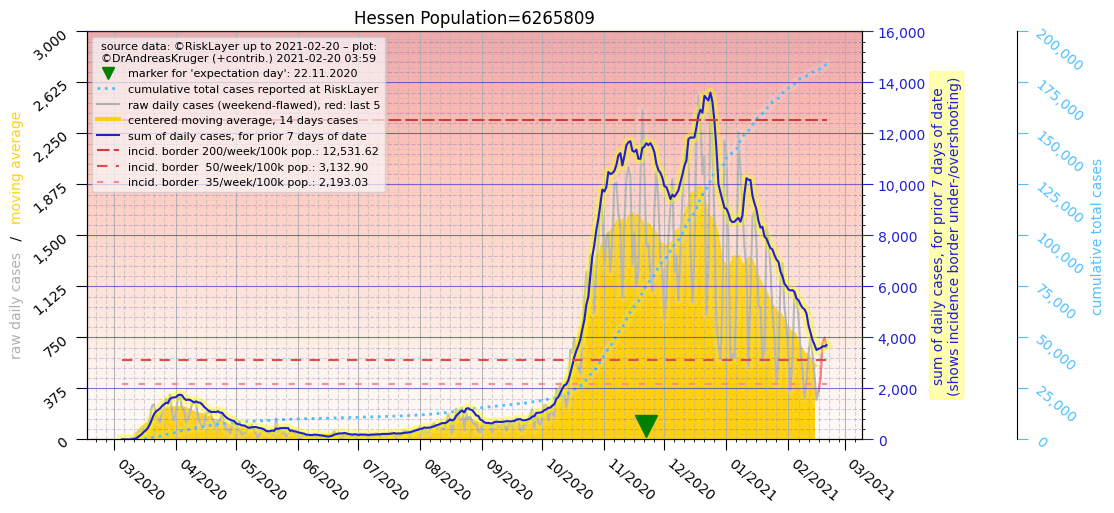 Hessen Population=6265809
source data: ©RiskLayer up to 2021-02-20 – plot:
©DrAndreasKruger (+contrib.) 2021-02-20 03:59
marker for 'expectation day': 22.11.2020
cumulative total cases reported at RiskLayer
raw daily cases (weekend-flawed), red: last 5
centered moving average, 14 days cases
sum of daily cases, for prior 7 days of date
incid. border 200/week/100k pop.: 12,531.62
incid. border  50/week/100k pop.: 3,132.90
incid. border  35/week/100k pop.: 2,193.03
raw daily cases  /  moving average
3,000
2,625
2,250
1,875
1,500
1,125
750
375
0
03/2020
04/2020
05/2020
06/2020
07/2020
08/2020
09/2020
10/2020
11/2020
12/2020
01/2021
02/2021
03/2021
16,000
14,000
12,000
10,000
8,000
6,000
4,000
2,000
0
sum of daily cases, for prior 7 days of date
(shows incidence border under-/overshooting)
200,000
175,000
150,000
125,000
100,000
75,000
50,000
25,000
0
cumulative total cases